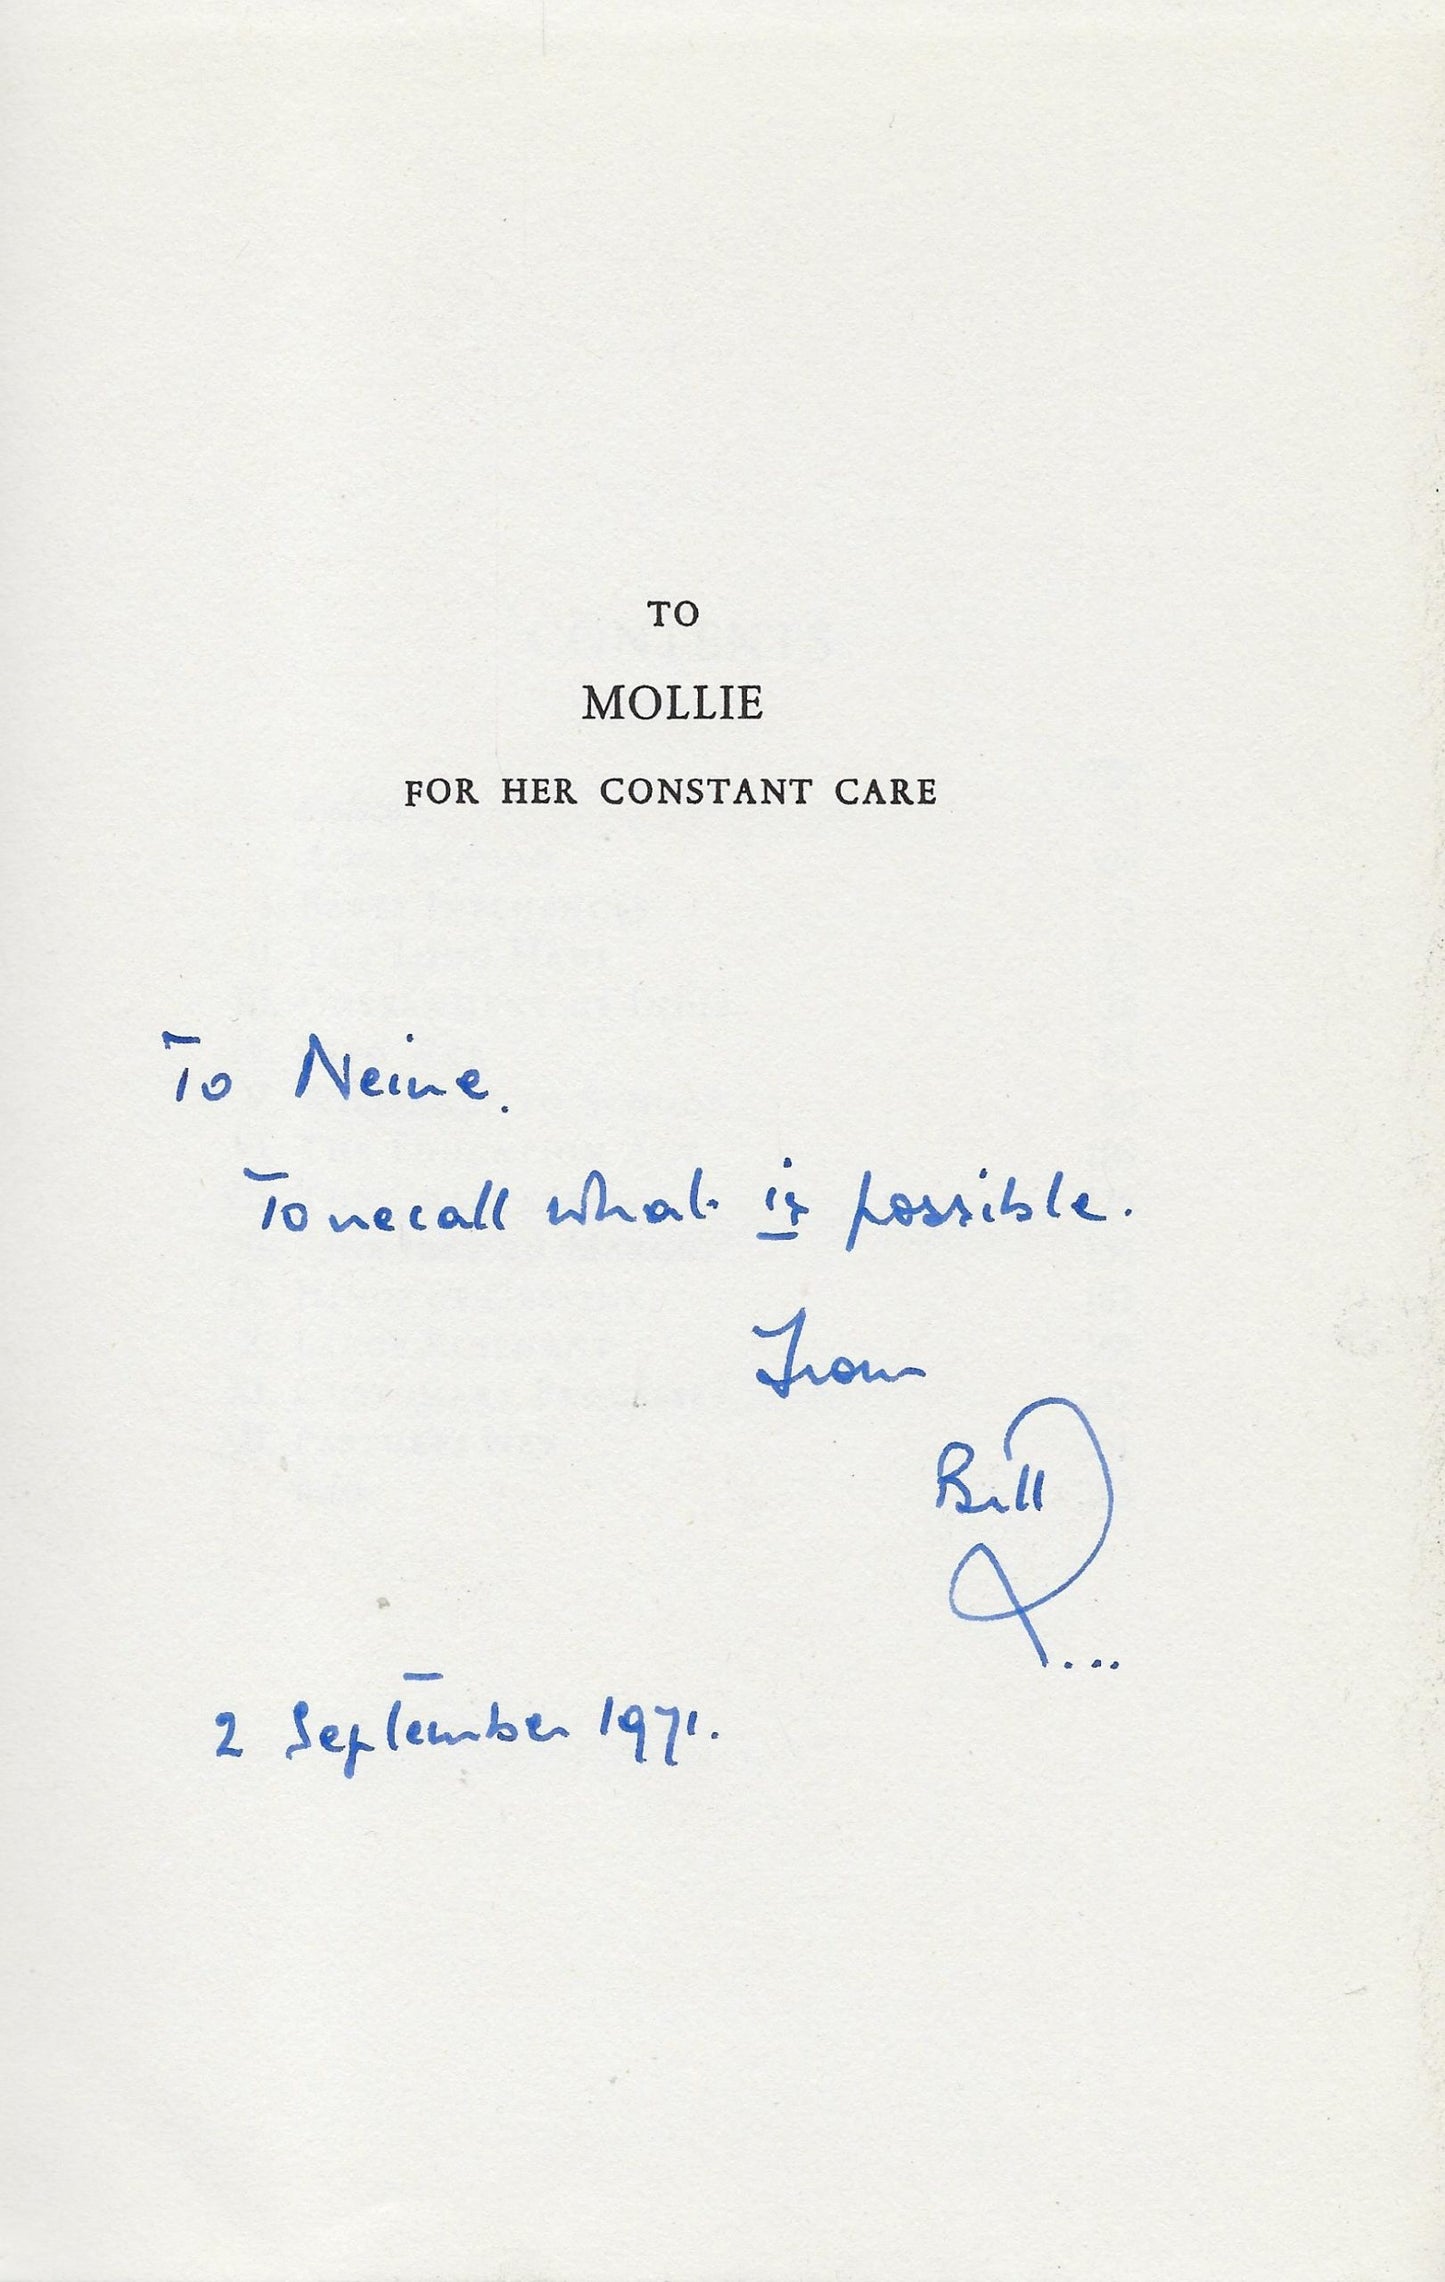 TO
MOLLIE
FOR HER CONSTANT CARE
To Neine.
To recall what is possible.
From
Bill
...
2 September 1971.